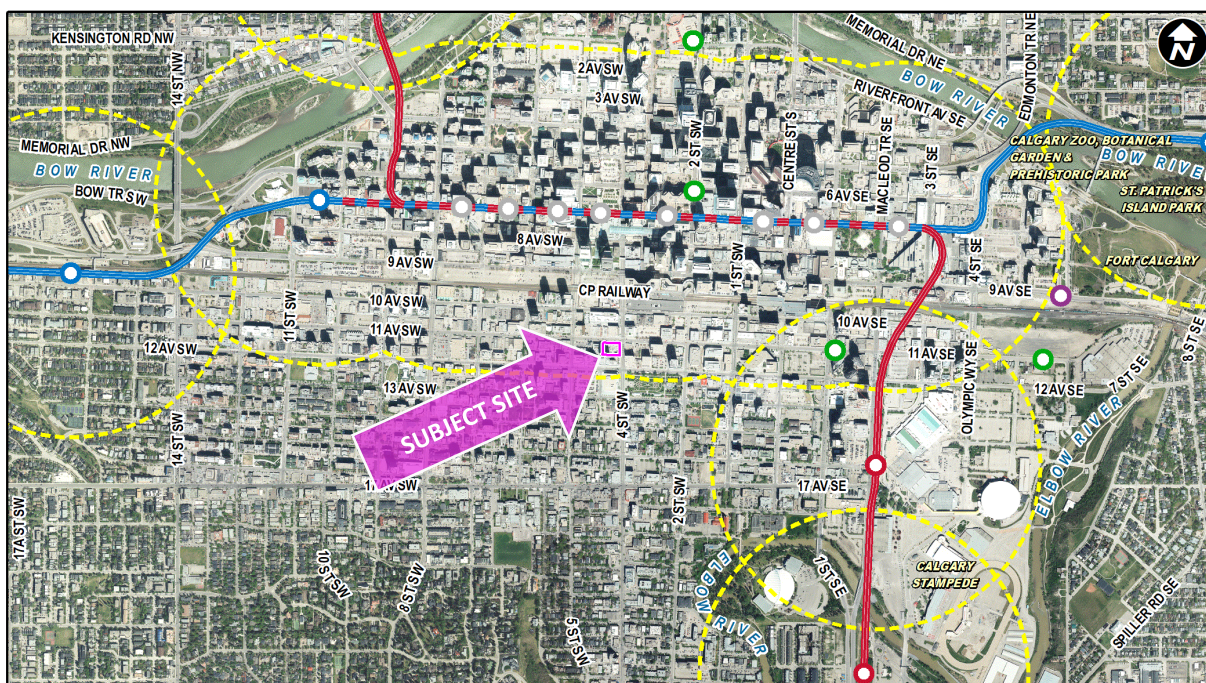 KENSINGTON RD NW
14 ST NW
2 AV SW
3 AV SW
MEMORIAL DR NE
BOW RIVER
RIVERFRONT AV SE
EDMONTON TR NE
N
MEMORIAL DR NW
BOW RIVER
BOW TR SW
2 ST SW
CENTRE ST S
MACLEOD TR SE
3 ST SE
6 AV SE
CALGARY ZOO, BOTANICAL
GARDEN &
PREHISTORIC PARK
BOW RIVER
ST. PATRICK'S
ISLAND PARK
8 AV SW
9 AV SW
CP RAILWAY
1 ST SW
4 ST SE
9 AV SE
FORT CALGARY
10 AV SW
11 ST SW
11 AV SW
12 AV SW
13 AV SW
10 AV SE
11 AV SE
12 AV SE
OLYMPIC WY SE
7 ST SE
8 ST SE
SUBJECT SITE
4 ST SW
14 ST SW
17 AV SW
17 AV SE
2 ST SW
ELBOW RIVER
17A ST SW
10 ST SW
8 ST SW
5 ST SW
ELBOW RIVER
1 ST SE
CALGARY
STAMPEDE
SPILLER RD SE